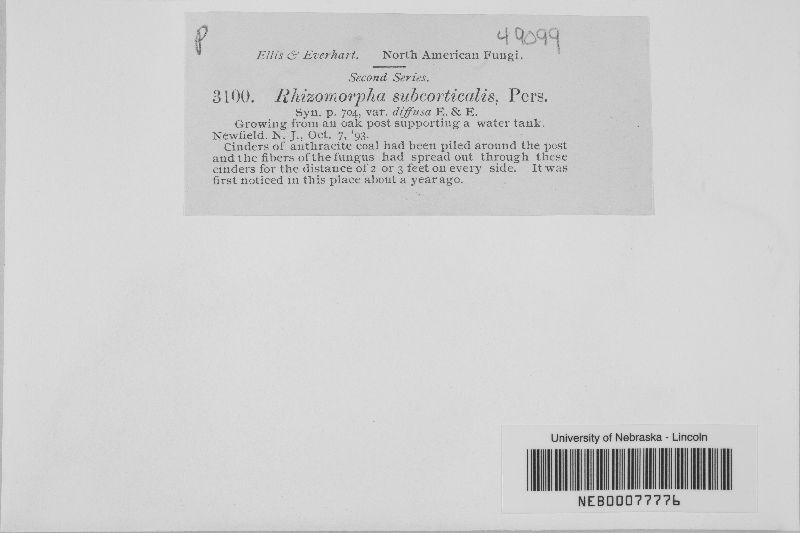 P
49099
Ellis & Everhart. North American Fungi.
Second Series.
3100. Rhizomorpha subcorticalis, Pers.
Syn. p. 704, var. diffusa E. & E.
Growing from an oak post supporting a water tank.
Newfield. N. J., Oct. 7, '93.
Cinders of anthracite coal had been piled around the post
and the fibers of the fungus had spread out through these
cinders for the distance of 2 or 3 feet on every side. It was
first noticed in this place about a year ago.
University of Nebraska - Lincoln
NEB0007777б